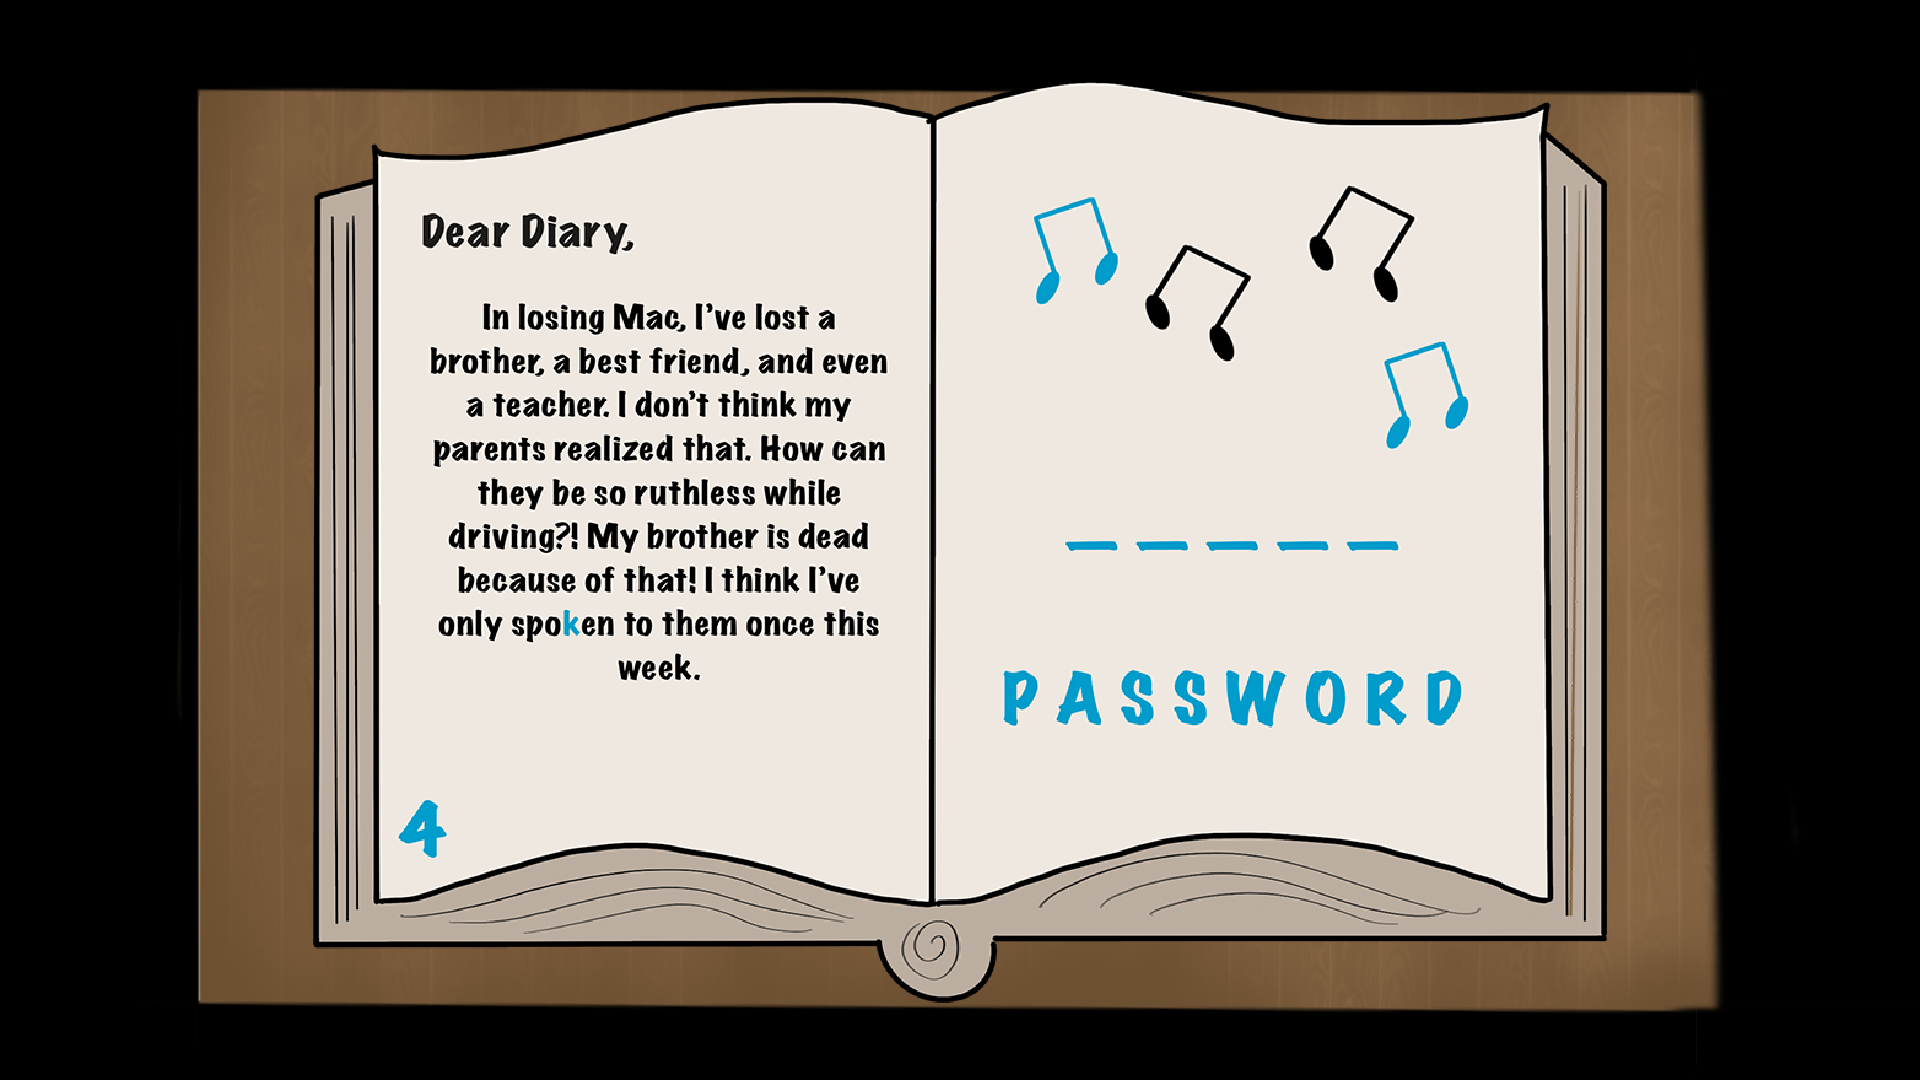 Dear Diary,
In losing Mac, I've lost a
brother, a best friend, and even
a teacher. I don't think my
parents realized that. How can
they be so ruthless while
driving?! My brother is dead
because of that! I think I've
only spoken to them once this
week.
4
PASSWORD